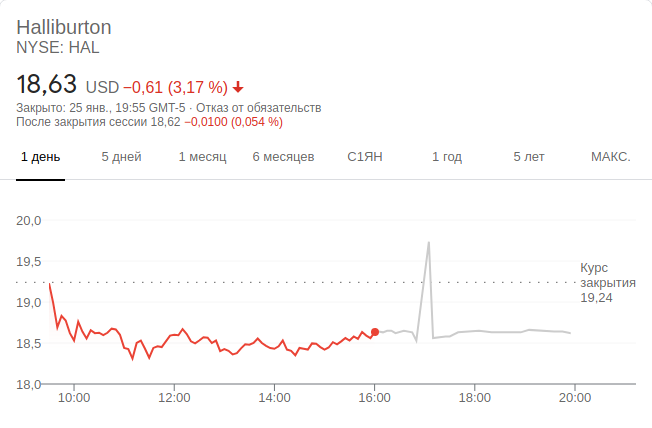 Halliburton
NYSE: HAL
18,63 USD −0,61 (3,17 %)
Закрыто: 25 янв., 19:55 GMT-5 · Отказ от обязательств
После закрытия сессии 18,62 −0,0100 (0,054 %)
1 день 5 дней 1 месяц 6 месяцев С1ЯН 1 год 5 лет МАКС.
20,0
19,5
Курс
закрытия
19,24
19,0
18,5
18,0
10:00 12:00 14:00 16:00 18:00 20:00